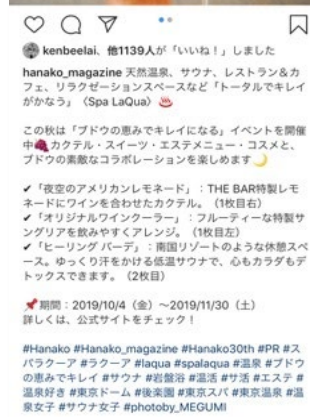 kenbeelai、他1139人が「いいね！」しました
hanako_magazine 天然温泉、サウナ、レストラン＆カ
フェ、リラクゼーションスペースなど「トータルでキレイ
がかなう」〈Spa LaQua〉♨️
この秋は「ブドウの恵みでキレイになる」イベントを開催
中🍇カクテル・スイーツ・エステメニュー・コスメと、
ブドウの素敵なコラボレーションを楽しめます🌙
✔「夜空のアメリカンレモネード」：THE BAR特製レモ
ネードにワインを合わせたカクテル。（1枚目右）
✔「オリジナルワインクーラー」：フルーティーな特製サ
ングリアを飲みやすくアレンジ。（1枚目左）
✔「ヒーリング バーデ」：南国リゾートのような休憩スペ
ース。ゆっくり汗をかける低温サウナで、心もカラダもデ
トックスできます。（2枚目）
📌期間：2019/10/4（金）〜2019/11/30（土）
詳しくは、公式サイトをチェック！
#Hanako #Hanako_magazine #Hanako30th #PR #ス
パラクーア #ラクーア #laqua #spalaqua #温泉 #ブドウ
の恵みでキレイ #サウナ #岩盤浴 #温活 #サ活 #エステ #
温泉好き #東京ドーム #後楽園 #東京スパ #東京温泉 #温
泉女子 #サウナ女子 #photoby_MEGUMI